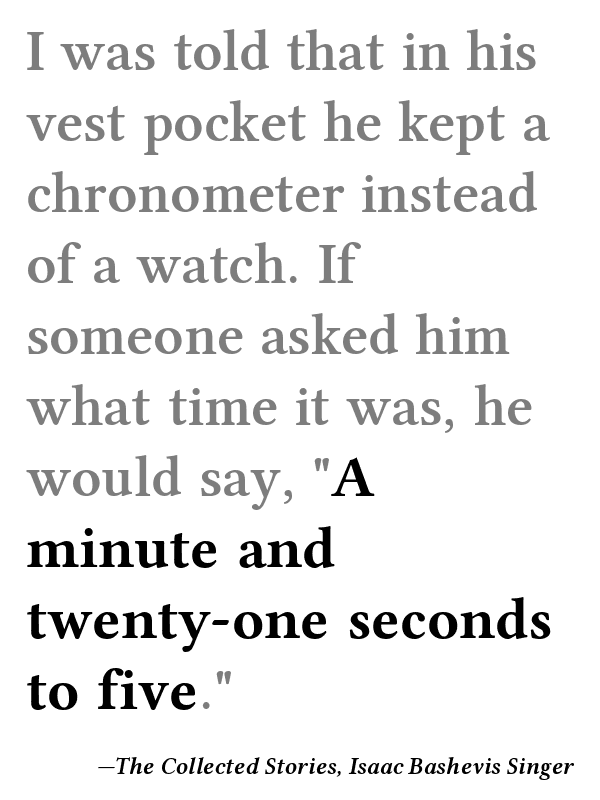 I was told that in his
vest pocket he kept a
chronometer instead
of a watch. If
someone asked him
what time it was, he
would say, "A
minute and
twenty-one seconds
to five."
—The Collected Stories, Isaac Bashevis Singer